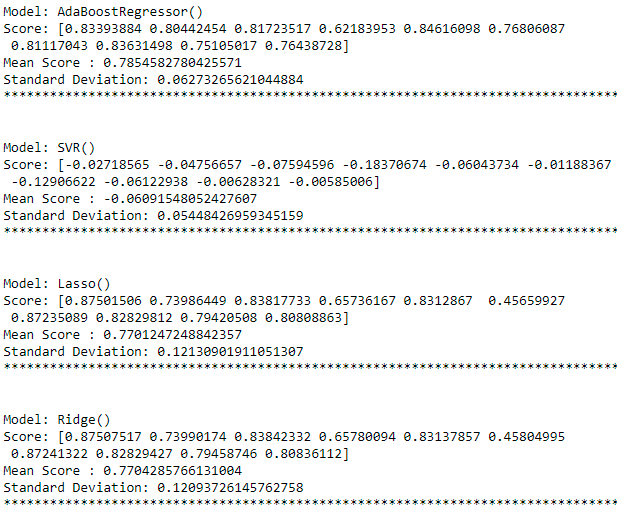 Model: AdaBoostRegressor()
Score: [0.83393884 0.80442454 0.81723517 0.62183953 0.84616098 0.76806087
0.81117043 0.83631498 0.75105017 0.76438728]
Mean Score : 0.7854582780425571
Standard Deviation: 0.06273265621044884
********************************************************************************
Model: SVR()
Score: [-0.02718565 -0.04756657 -0.07594596 -0.18370674 -0.06043734 -0.01188367
-0.12906622 -0.06122938 -0.00628321 -0.00585006]
Mean Score : -0.06091548052427607
Standard Deviation: 0.05448426959345159
********************************************************************************
Model: Lasso()
Score: [0.87501506 0.73986449 0.83817733 0.65736167 0.8312867  0.45659927
0.87235089 0.82829812 0.79420508 0.80808863]
Mean Score : 0.7701247248842357
Standard Deviation: 0.12130901911051307
********************************************************************************
Model: Ridge()
Score: [0.87507517 0.73990174 0.83842332 0.65780094 0.83137857 0.45804995
0.87241322 0.82829427 0.79458746 0.80836112]
Mean Score : 0.7704285766131004
Standard Deviation: 0.12093726145762758
********************************************************************************